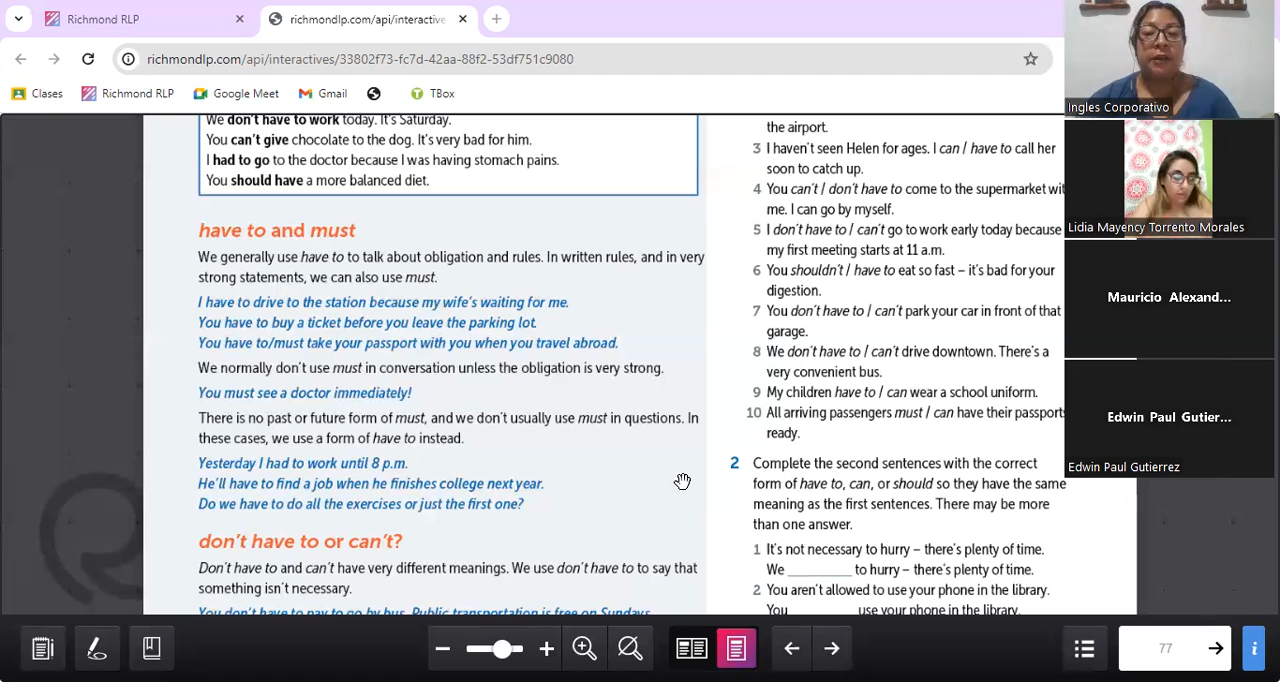 Richmond RLP
richmondlp.com/api/interactive
richmondlp.com/api/interactives/33802f73-fc7d-42aa-88f2-53df751c9080
Clases
Richmond RLP
Google Meet
Gmail
TBox
We don't have to work today. It's Saturday.
You can't give chocolate to the dog. It's very bad for him.
I had to go to the doctor because I was having stomach pains.
You should have a more balanced diet.
have to and must
We generally use have to to talk about obligation and rules. In written rules, and in very
strong statements, we can also use must.
I have to drive to the station because my wife's waiting for me.
You have to buy a ticket before you leave the parking lot.
You have to/must take your passport with you when you travel abroad.
We normally don't use must in conversation unless the obligation is very strong.
You must see a doctor immediately!
There is no past or future form of must, and we don't usually use must in questions. In
these cases, we use a form of have to instead.
Yesterday I had to work until 8 p.m.
He'll have to find a job when he finishes college next year.
Do we have to do all the exercises or just the first one?
don't have to or can't?
Don't have to and can't have very different meanings. We use don't have to to say that
something isn't necessary.
You don't have to pay to go by bus. Public transportation is free on Sundays.
the airport.
3 I haven't seen Helen for ages. I can / have to call her
soon to catch up.
4 You can't / don't have to come to the supermarket wit
me. I can go by myself.
5 I don't have to / can't go to work early today because
my first meeting starts at 11 a.m.
6 You shouldn't / have to eat so fast – it's bad for your
digestion.
7 You don't have to / can't park your car in front of that
garage.
8 We don't have to / can't drive downtown. There's a
very convenient bus.
9 My children have to / can wear a school uniform.
10 All arriving passengers must / can have their passports
ready.
2 Complete the second sentences with the correct
form of have to, can, or should so they have the same
meaning as the first sentences. There may be more
than one answer.
1 It's not necessary to hurry – there's plenty of time.
We ________ to hurry – there's plenty of time.
2 You aren't allowed to use your phone in the library.
You ________ use your phone in the library.
Ingles Corporativo
Lidia Mayency Torrento Morales
Mauricio Alexand...
Edwin Paul Gutier...
Edwin Paul Gutierrez
77